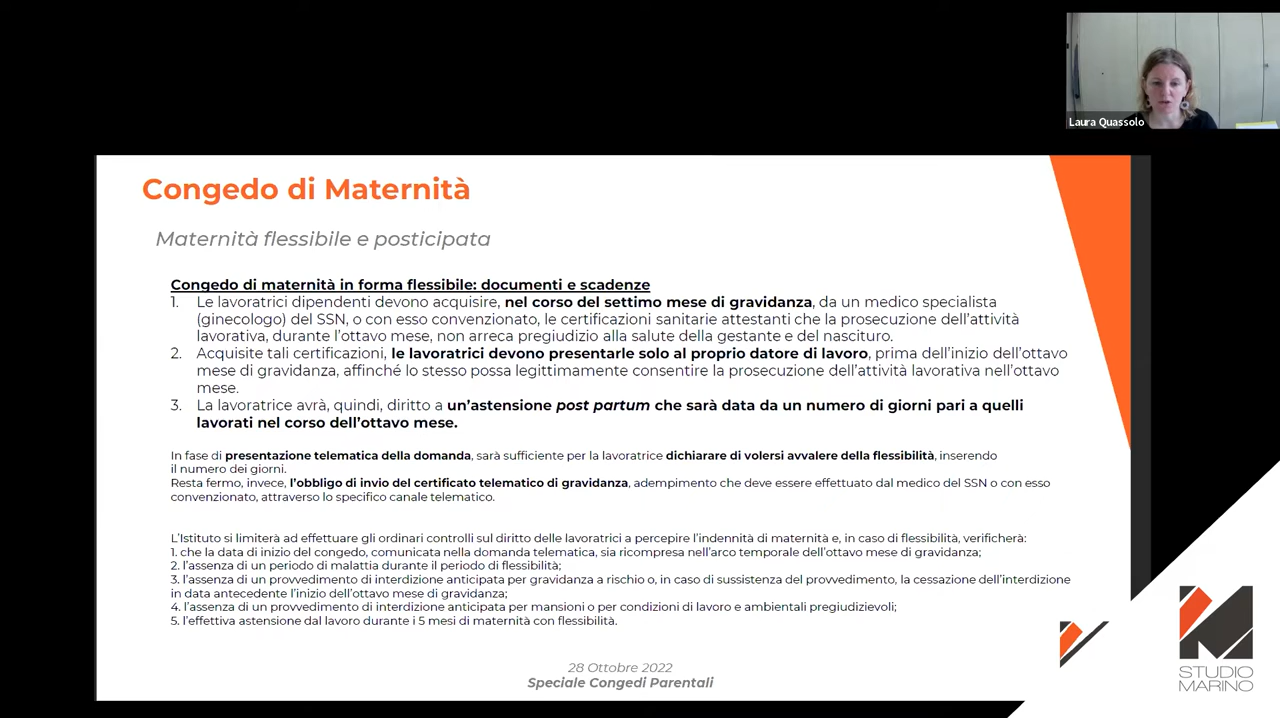 Laura Quassolo
Congedo di Maternità
Maternità flessibile e posticipata
Congedo di maternità in forma flessibile: documenti e scadenze
1. Le lavoratrici dipendenti devono acquisire, nel corso del settimo mese di gravidanza, da un medico specialista
(ginecologo) del SSN, o con esso convenzionato, le certificazioni sanitarie attestanti che la prosecuzione dell’attività
lavorativa, durante l’ottavo mese, non arreca pregiudizio alla salute della gestante e del nascituro.
2. Acquisite tali certificazioni, le lavoratrici devono presentarle solo al proprio datore di lavoro, prima dell’inizio dell’ottavo
mese di gravidanza, affinché lo stesso possa legittimamente consentire la prosecuzione dell’attività lavorativa nell’ottavo
mese.
3. La lavoratrice avrà, quindi, diritto a un’astensione post partum che sarà data da un numero di giorni pari a quelli
lavorati nel corso dell’ottavo mese.
In fase di presentazione telematica della domanda, sarà sufficiente per la lavoratrice dichiarare di volersi avvalere della flessibilità, inserendo
il numero dei giorni.
Resta fermo, invece, l’obbligo di invio del certificato telematico di gravidanza, adempimento che deve essere effettuato dal medico del SSN o con esso
convenzionato, attraverso lo specifico canale telematico.
L’Istituto si limiterà ad effettuare gli ordinari controlli sul diritto delle lavoratrici a percepire l’indennità di maternità e, in caso di flessibilità, verificherà:
1. che la data di inizio del congedo, comunicata nella domanda telematica, sia ricompresa nell’arco temporale dell’ottavo mese di gravidanza;
2. l’assenza di un periodo di malattia durante il periodo di flessibilità;
3. l’assenza di un provvedimento di interdizione anticipata per gravidanza a rischio o, in caso di sussistenza del provvedimento, la cessazione dell’interdizione
in data antecedente l’inizio dell’ottavo mese di gravidanza;
4. l’assenza di un provvedimento di interdizione anticipata per mansioni o per condizioni di lavoro e ambientali pregiudizievoli;
5. l’effettiva astensione dal lavoro durante i 5 mesi di maternità con flessibilità.
28 Ottobre 2022
Speciale Congedi Parentali
STUDIO
MARINO